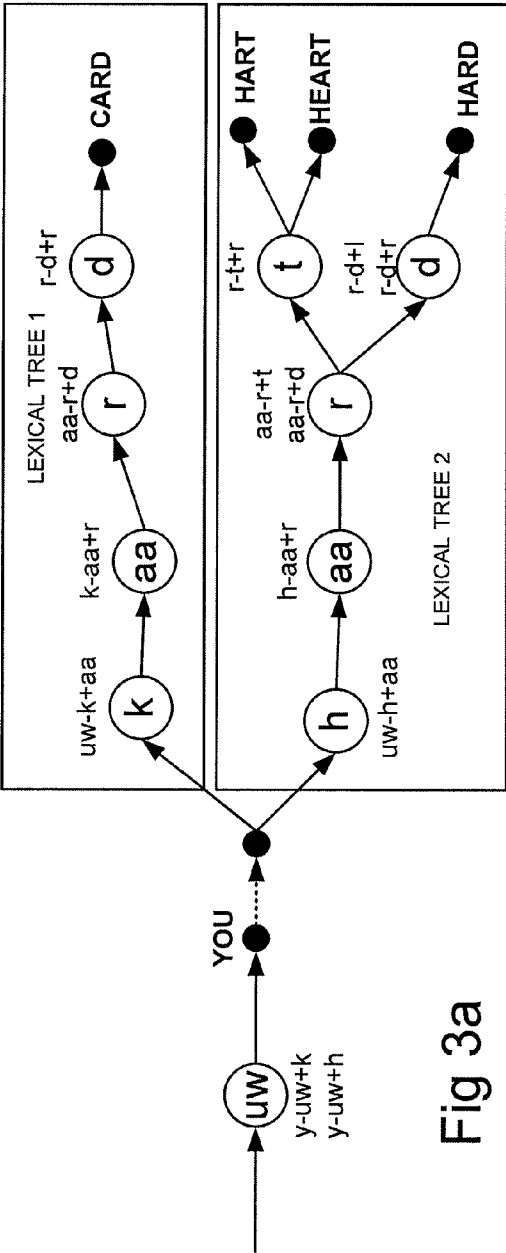 LEXICAL TREE 1
uw-k+aa
k
k-aa+r
aa
aa-r+d
r
r-d+r
d
CARD
uw
y-uw+k
y-uw+h
YOU
h
uw-h+aa
h-aa+r
aa
aa-r+t
aa-r+d
r
r-t+r
t
HART
HEART
r-d+l
r-d+r
d
HARD
LEXICAL TREE 2
Fig 3a